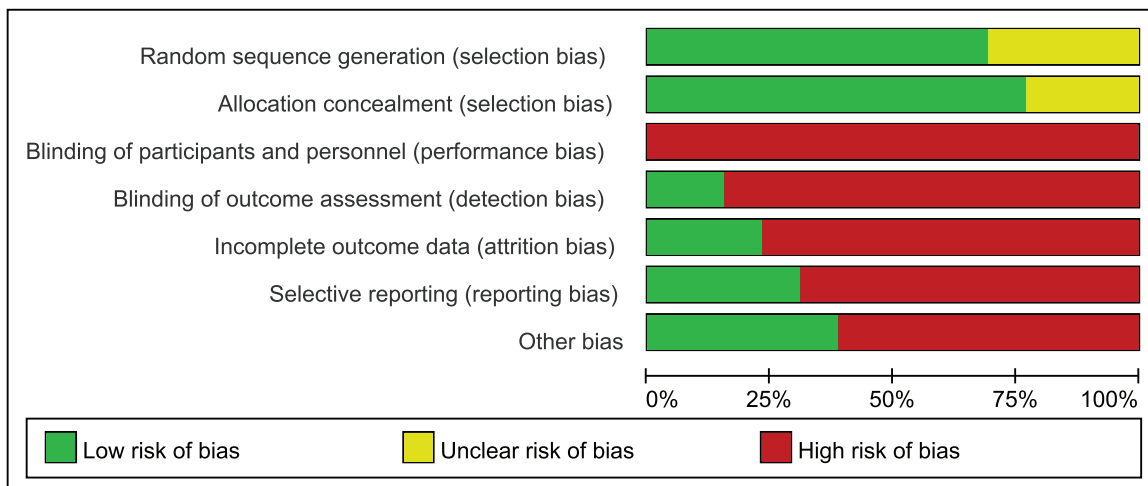 Random sequence generation (selection bias)
Allocation concealment (selection bias)
Blinding of participants and personnel (performance bias)
Blinding of outcome assessment (detection bias)
Incomplete outcome data (attrition bias)
Selective reporting (reporting bias)
Other bias
0% 25% 50% 75% 100%
Low risk of bias Unclear risk of bias High risk of bias